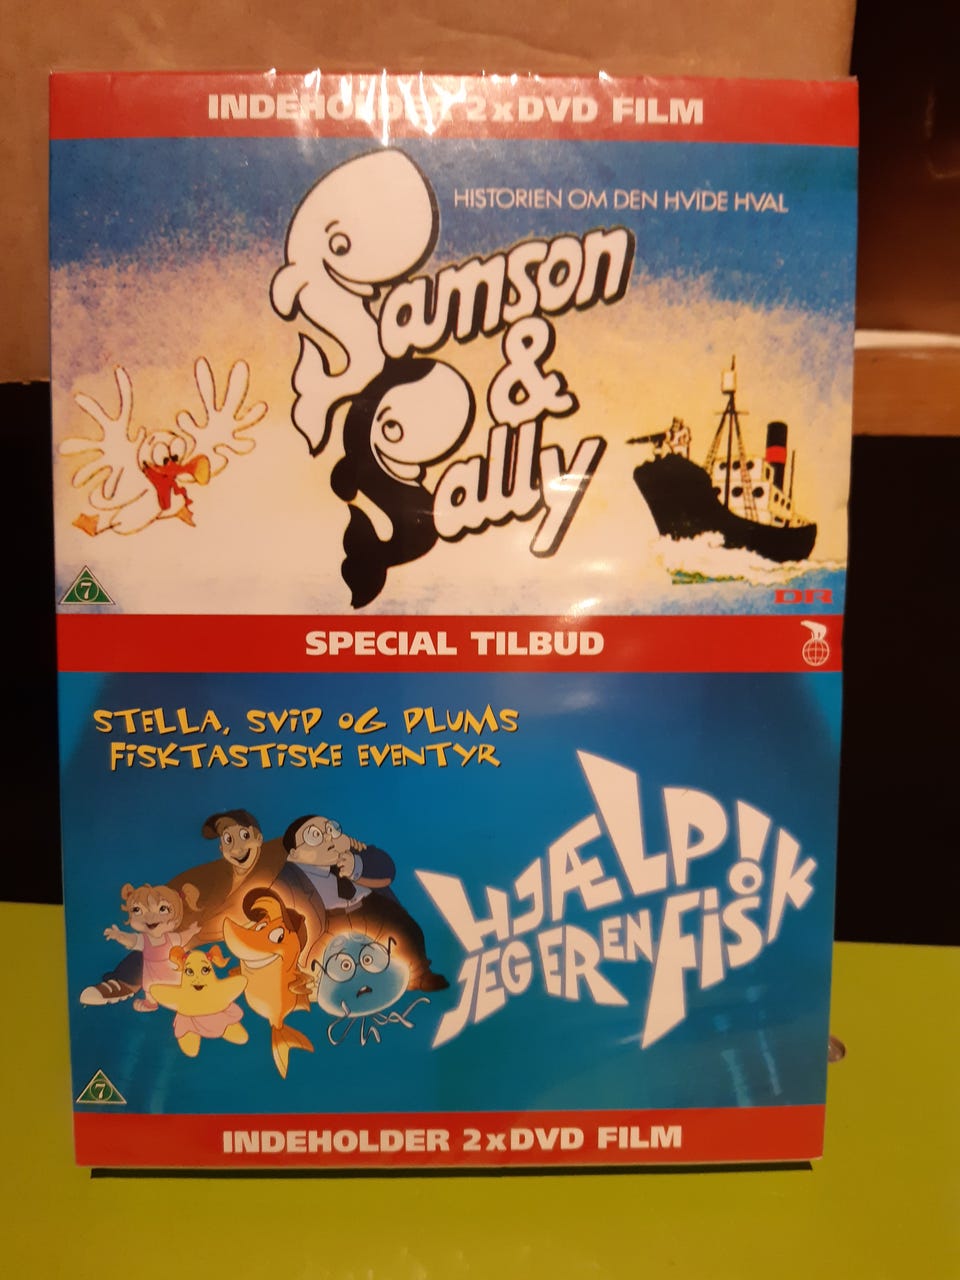 INDEHOLDER 2xDVD FILM
HISTORIEN OM DEN HVIDE HVAL
Samson
&
Sally
7
DR
SPECIAL TILBUD
STELLA, SVIP OG PLUMS
FISKTASTISKE EVENTYR
HJÆLP!
JEG ER EN FISK
7
INDEHOLDER 2xDVD FILM